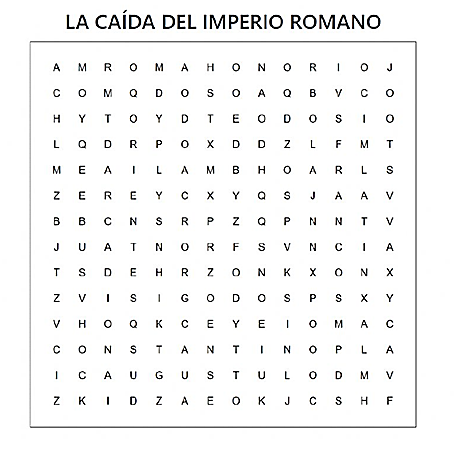 LA CAÍDA DEL IMPERIO ROMANO
A M R O M A H O N O R I O J
C O M Q D O S O A Q B V C O
H Y T O Y D T E O D O S I O
L Q D R P O X D D Z L F M T
M E A I L A M B H O A R L S
Z E R E Y C X Y Q S J A A V
B B C N S R P Z Q P N N T V
J U A T N O R F S V N C I A
T S D E H R Z O N K X O N X
Z V I S I G O D O S P S X Y
V H O Q K C E Y E I O M A C
C O N S T A N T I N O P L A
I C A U G U S T U L O D M V
Z K I D Z A E O K J C S H F